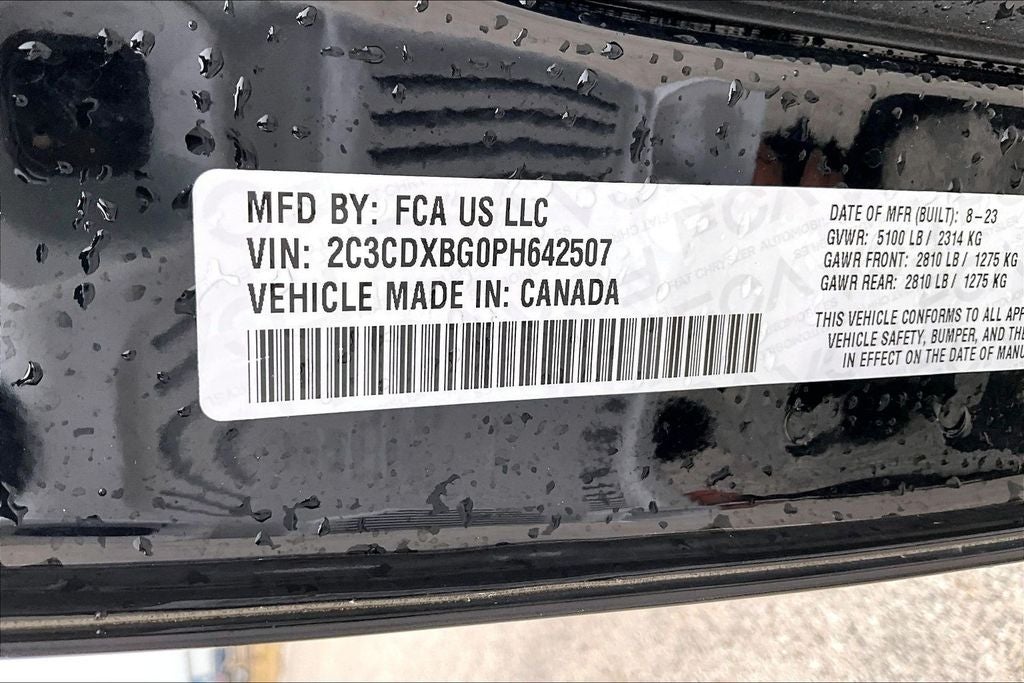 MFD BY: FCA US LLC
VIN: 2C3CDXBG0PH642507
VEHICLE MADE IN: CANADA
DATE OF MFR (BUILT): 8-23
GVWR: 5100 LB / 2314 KG
GAWR FRONT: 2810 LB / 1275 KG
GAWR REAR: 2810 LB / 1275 KG
THIS VEHICLE CONFORMS TO ALL APP
VEHICLE SAFETY, BUMPER, AND THE
IN EFFECT ON THE DATE OF MANU